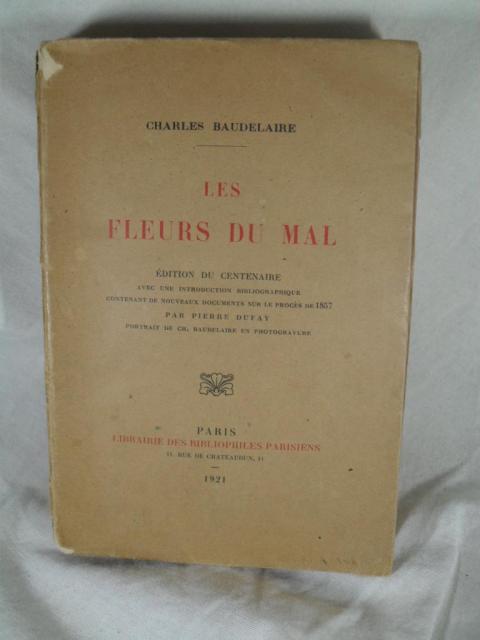 CHARLES BAUDELAIRE
LES
FLEURS DU MAL
ÉDITION DU CENTENAIRE
AVEC UNE INTRODUCTION BIBLIOGRAPHIQUE
CONTENANT DE NOUVEAUX DOCUMENTS SUR LE PROCÈS DE 1857
PAR PIERRE DUFAY
PORTRAIT DE CH. BAUDELAIRE EN PHOTOGRAVURE
PARIS
LIBRAIRIE DES BIBLIOPHILES PARISIENS
11, RUE DE CHATEAUDUN, 11
1921